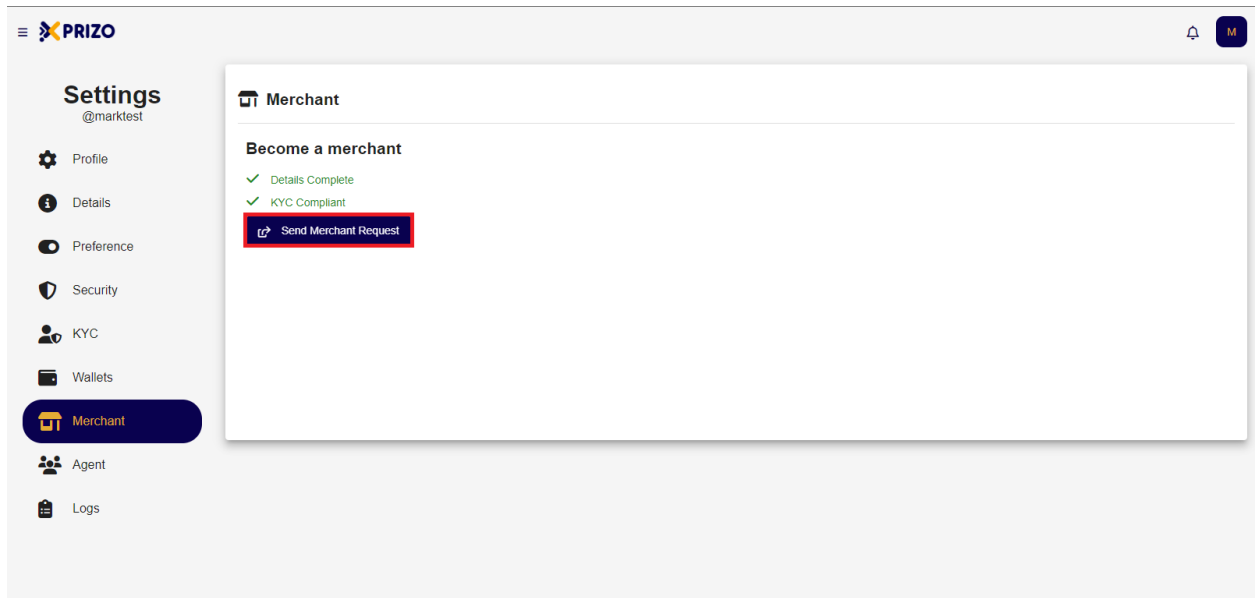 XPRIZO
M
Settings
@marktest
Profile
Details
Preference
Security
KYC
Wallets
Merchant
Agent
Logs
Merchant
Become a merchant
Details Complete
KYC Compliant
Send Merchant Request